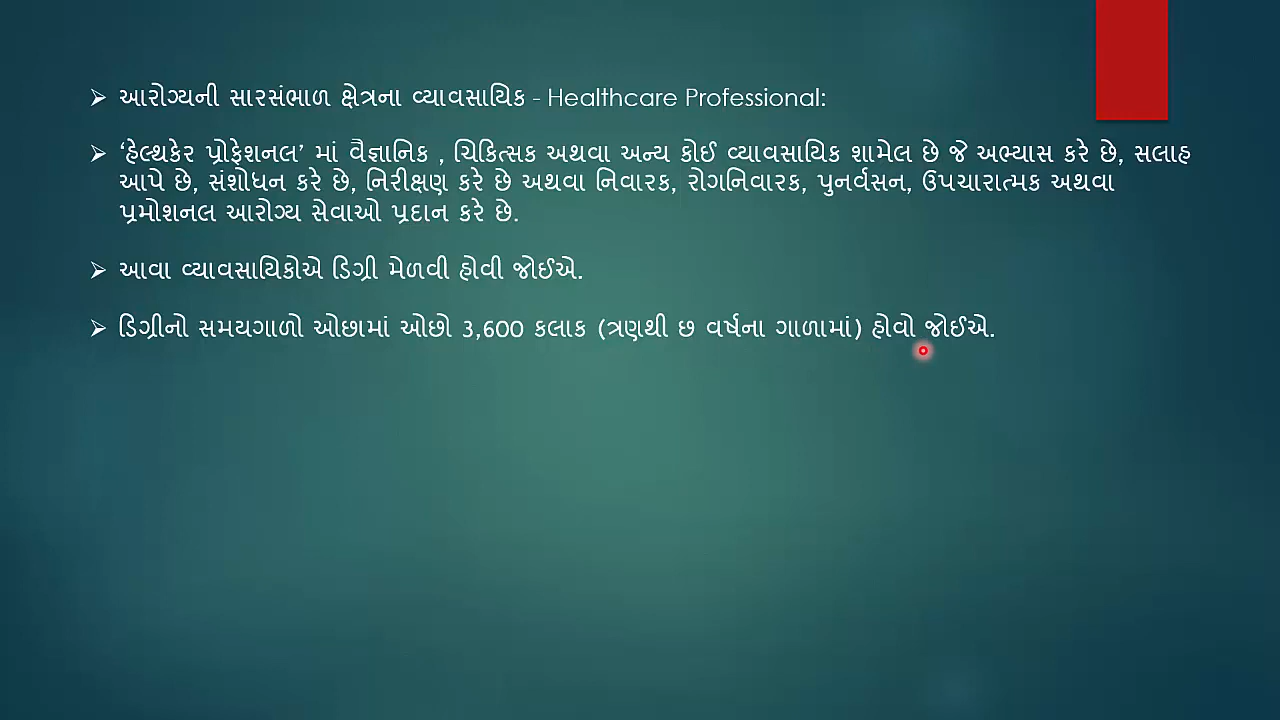 આરોગ્યની સારસંભાળ ક્ષેત્રના વ્યાવસાયિક - Healthcare Professional:
‘હેલ્થકેર પ્રોફેશનલ’ માં વૈજ્ઞાનિક , ચિકિત્સક અથવા અન્ય કોઈ વ્યાવસાયિક શામેલ છે જે અભ્યાસ કરે છે, સલાહ
આપે છે, સંશોધન કરે છે, નિરીક્ષણ કરે છે અથવા નિવારક, રોગનિવારક, પુનર્વસન, ઉપચારાત્મક અથવા
પ્રમોશનલ આરોગ્ય સેવાઓ પ્રદાન કરે છે.
આવા વ્યાવસાયિકોએ ડિગ્રી મેળવી હોવી જોઈએ.
ડિગ્રીનો સમયગાળો ઓછામાં ઓછો 3,600 કલાક (ત્રણથી છ વર્ષના ગાળામાં) હોવો જોઈએ.